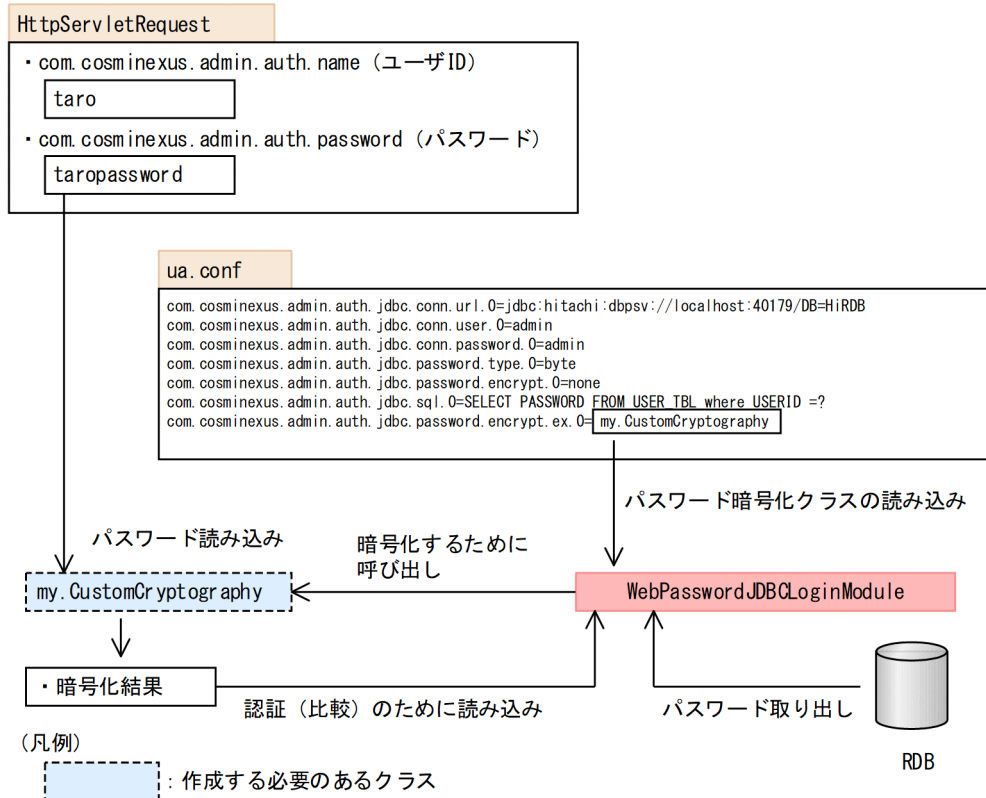 HttpServletRequest
・com.cosminexus.admin.auth.name（ユーザID）
taro
・com.cosminexus.admin.auth.password（パスワード）
taropassword
ua.conf
com.cosminexus.admin.auth.jdbc.conn.url.0=jdbc:hitachi:dbpsv://localhost:40179/DB=HiRDB
com.cosminexus.admin.auth.jdbc.conn.user.0=admin
com.cosminexus.admin.auth.jdbc.conn.password.0=admin
com.cosminexus.admin.auth.jdbc.password.type.0=byte
com.cosminexus.admin.auth.jdbc.password.encrypt.0=none
com.cosminexus.admin.auth.jdbc.sql.0=SELECT PASSWORD FROM USER_TBL where USERID =?
com.cosminexus.admin.auth.jdbc.password.encrypt.ex.0=my.CustomCryptography
パスワード暗号化クラスの読み込み
パスワード読み込み
暗号化するために
呼び出し
my.CustomCryptography
WebPasswordJDBCLoginModule
・暗号化結果
認証（比較）のために読み込み
パスワード取り出し
RDB
（凡例）
：作成する必要のあるクラス